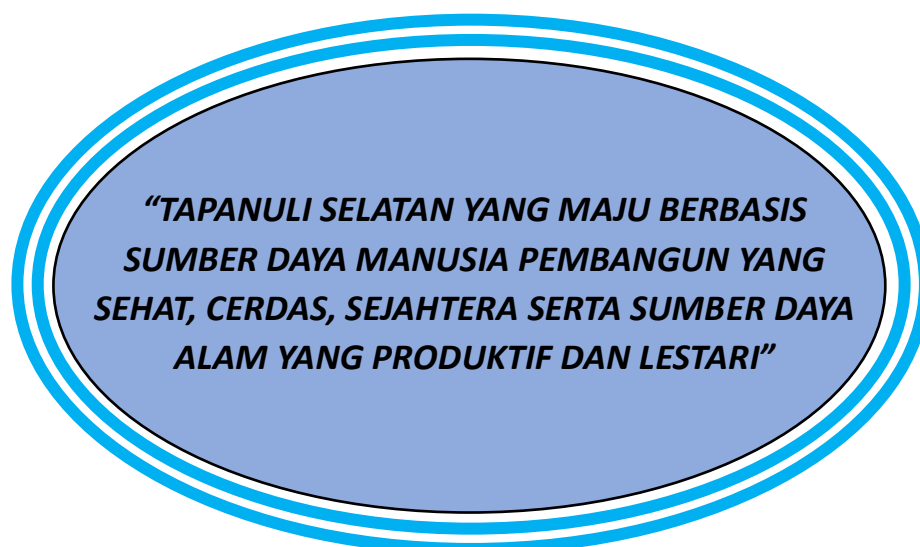 “TAPANULI SELATAN YANG MAJU BERBASIS
SUMBER DAYA MANUSIA PEMBANGUN YANG
SEHAT, CERDAS, SEJAHTERA SERTA SUMBER DAYA
ALAM YANG PRODUKTIF DAN LESTARI”